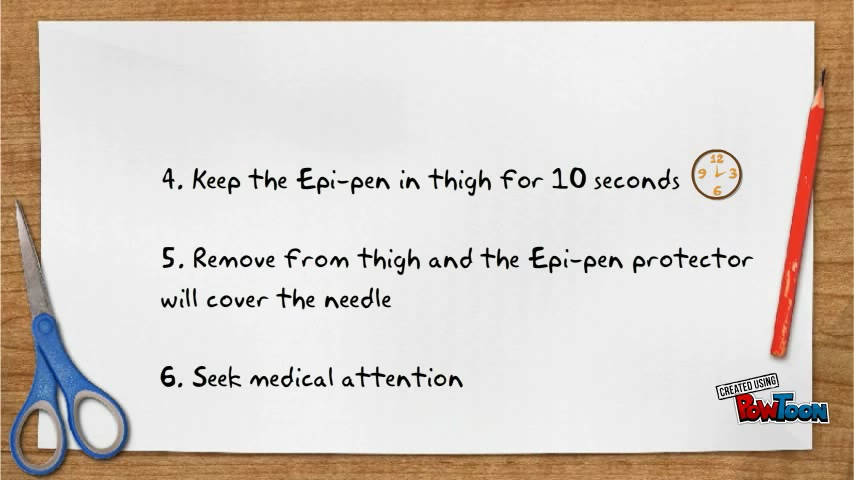 4. Keep the Epi-pen in thigh for 10 seconds
12
9 3
6
5. Remove from thigh and the Epi-pen protector
will cover the needle
6. Seek medical attention
CREATED USING
POWTOON